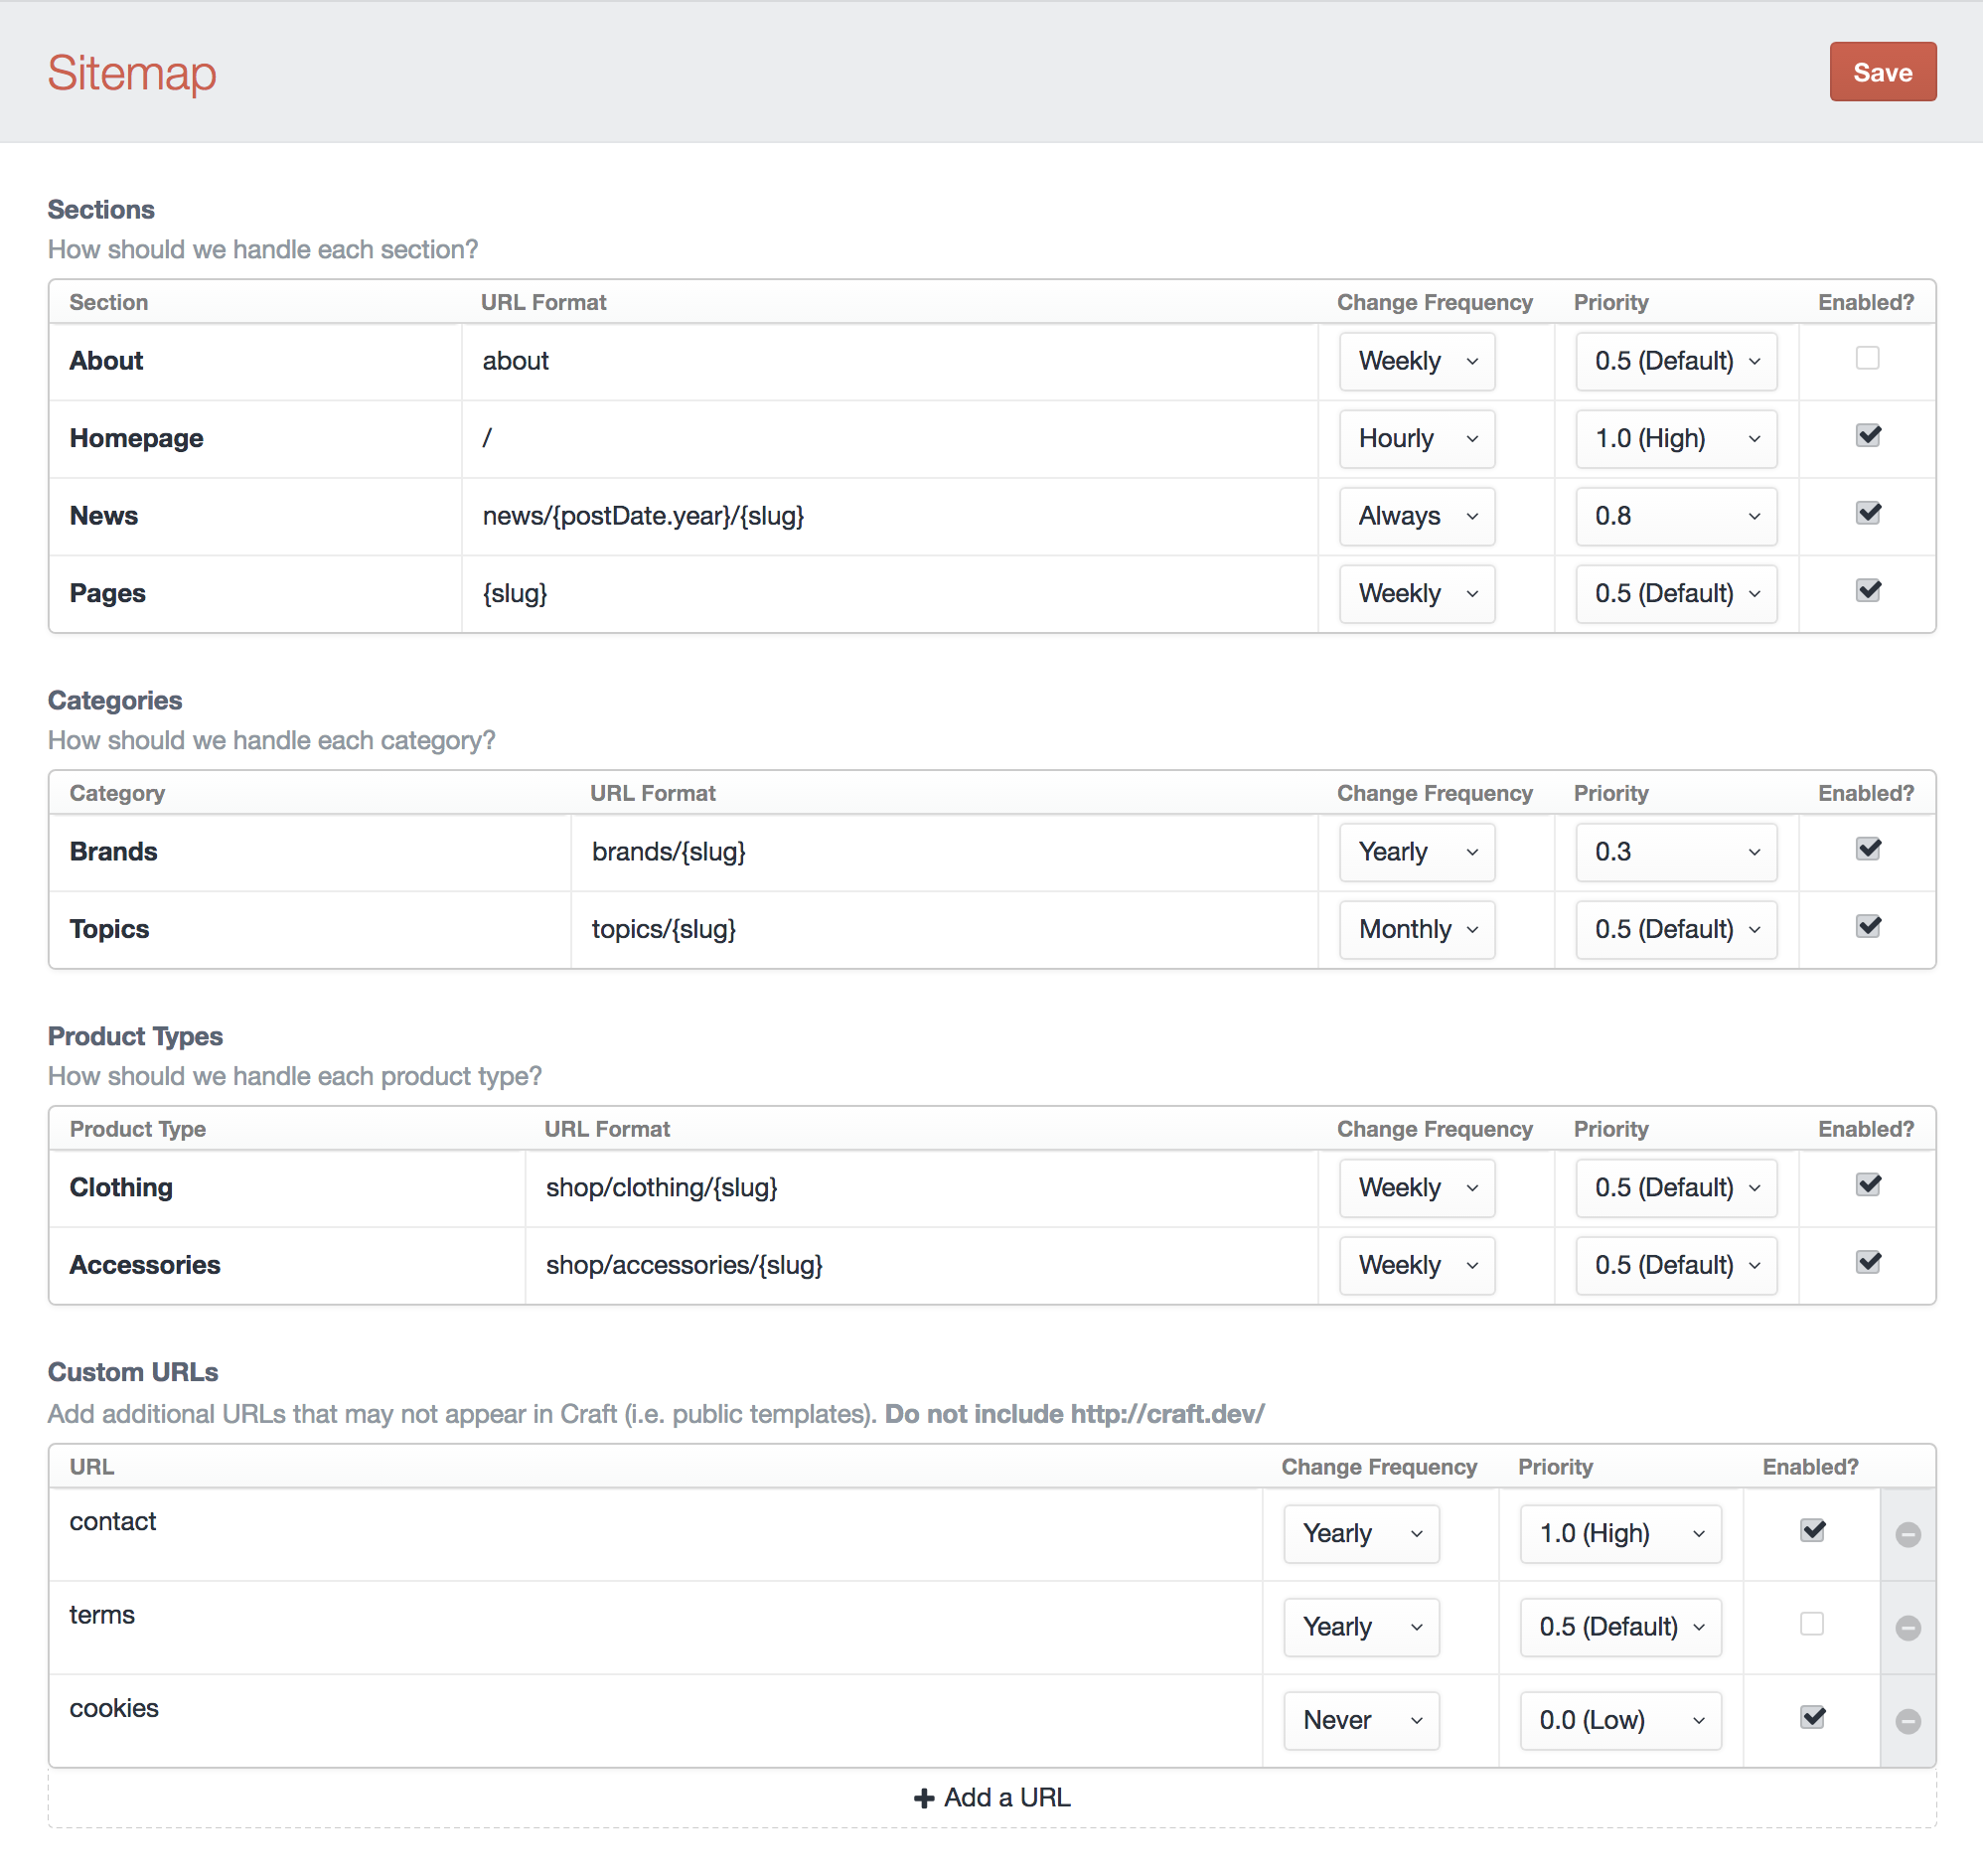 Sitemap
Save
Sections
How should we handle each section?
Section URL Format Change Frequency Priority Enabled?
About about Weekly 0.5 (Default)
Homepage / Hourly 1.0 (High)
News news/{postDate.year}/{slug} Always 0.8
Pages {slug} Weekly 0.5 (Default)
Categories
How should we handle each category?
Category URL Format Change Frequency Priority Enabled?
Brands brands/{slug} Yearly 0.3
Topics topics/{slug} Monthly 0.5 (Default)
Product Types
How should we handle each product type?
Product Type URL Format Change Frequency Priority Enabled?
Clothing shop/clothing/{slug} Weekly 0.5 (Default)
Accessories shop/accessories/{slug} Weekly 0.5 (Default)
Custom URLs
Add additional URLs that may not appear in Craft (i.e. public templates). Do not include http://craft.dev/
URL Change Frequency Priority Enabled?
contact Yearly 1.0 (High)
terms Yearly 0.5 (Default)
cookies Never 0.0 (Low)
Add a URL